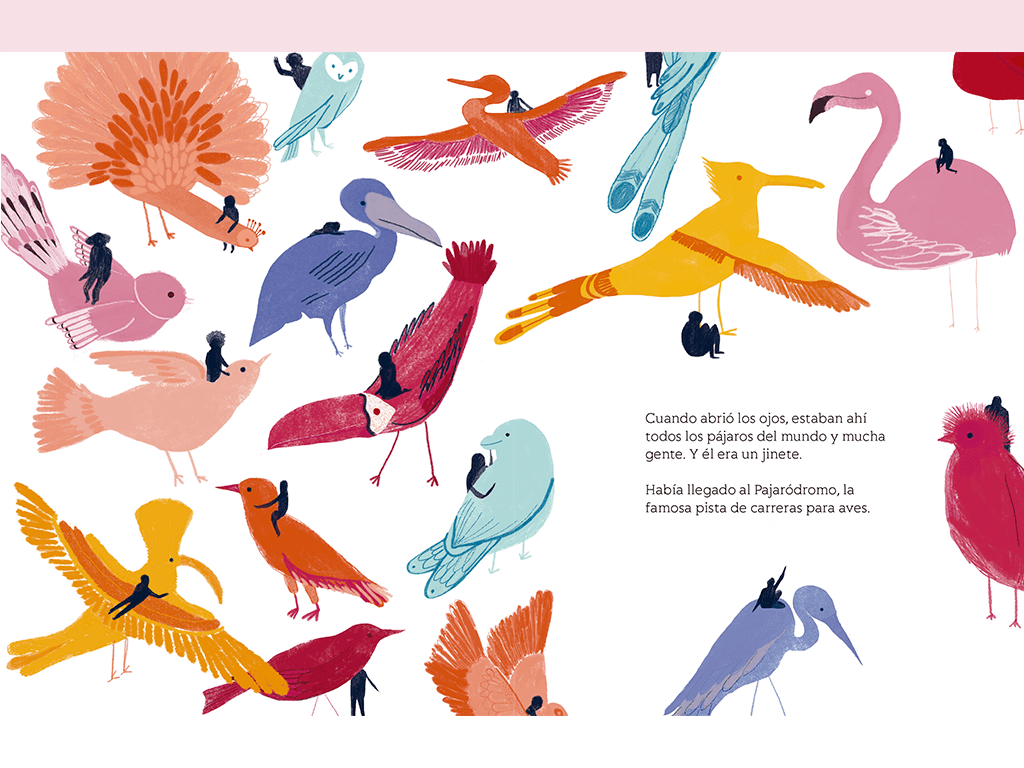 Cuando abrió los ojos, estaban ahí
todos los pájaros del mundo y mucha
gente. Y él era un jinete.
Había llegado al Pajaródromo, la
famosa pista de carreras para aves.